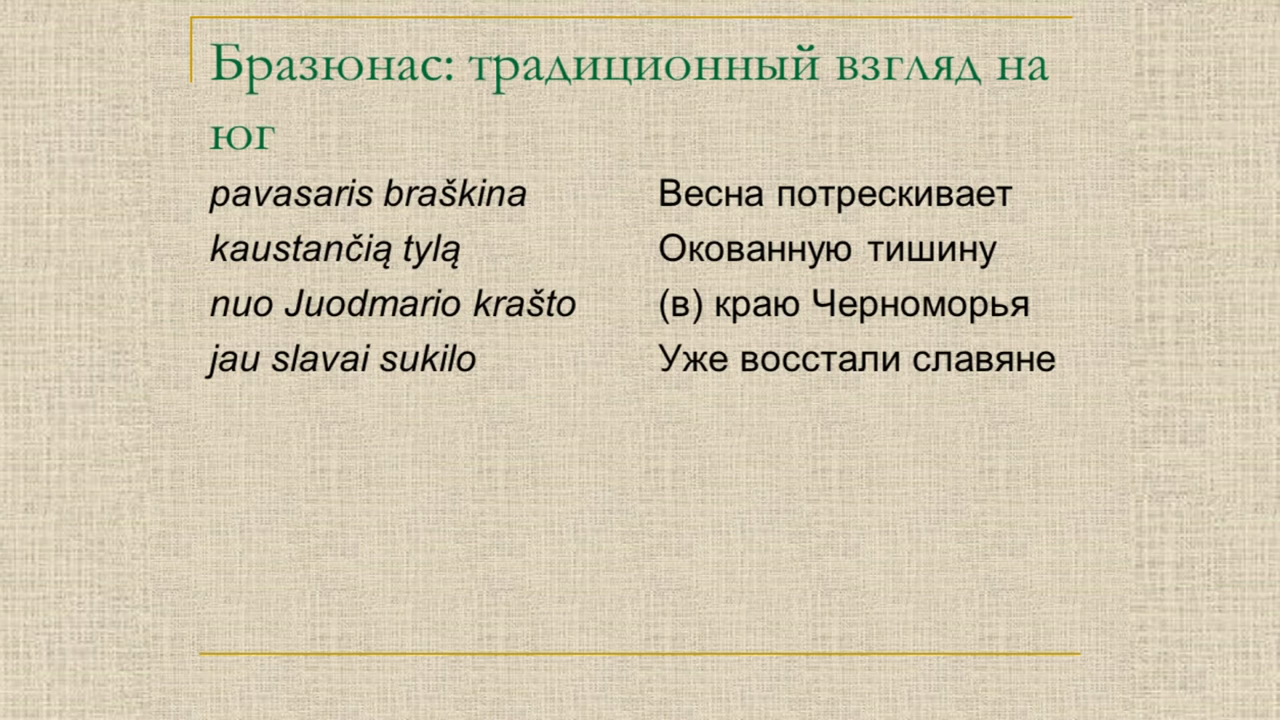 Бразюнас: традиционный взгляд на
юг
pavasaris braškina
kaustančią tylą
nuo Juodmario krašto
jau slavai sukilo
Весна потрескивает
Окованную тишину
(в) краю Черноморья
Уже восстали славяне